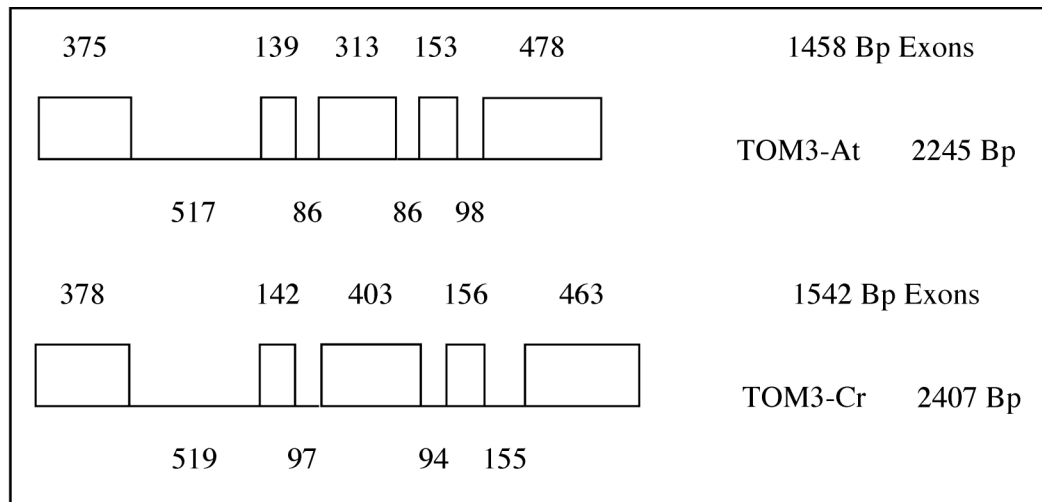 375 139 313 153 478 1458 Bp Exons
TOM3-At 2245 Bp
517 86 86 98
378 142 403 156 463 1542 Bp Exons
TOM3-Cr 2407 Bp
519 97 94 155